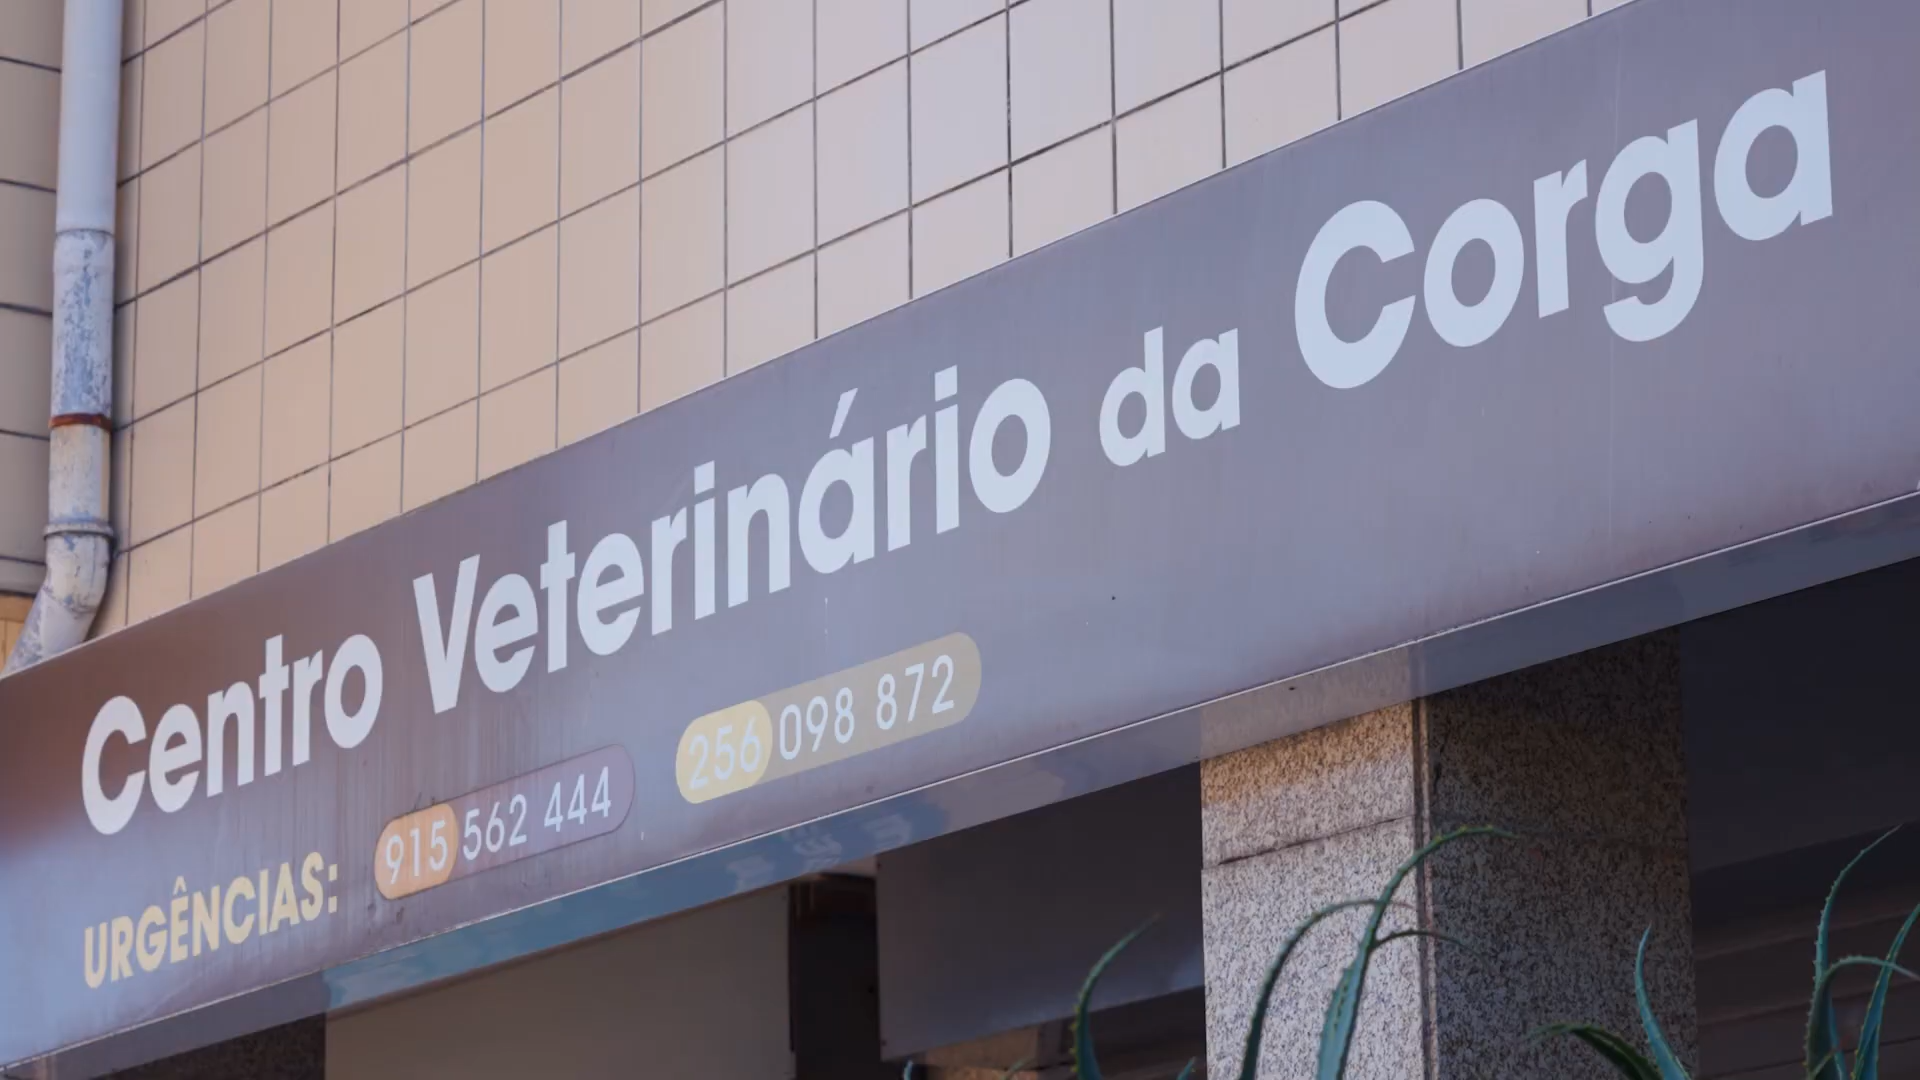 Centro Veterinário da Corga
URGÊNCIAS: 915 562 444 256 098 872